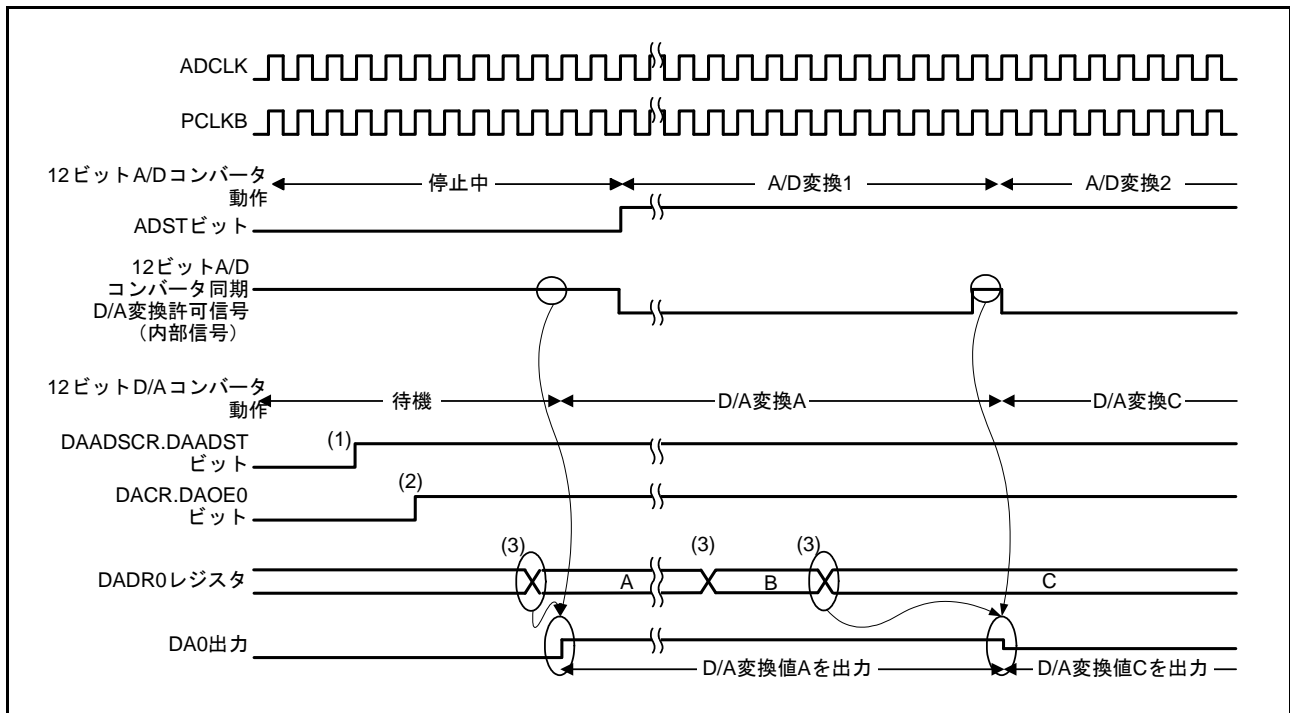 ADCLK
PCLKB
12ビットA/Dコンバータ
動作
停止中
A/D変換1
A/D変換2
ADSTビット
12ビットA/D
コンバータ同期
D/A変換許可信号
（内部信号）
12ビットD/Aコンバータ
動作
待機
D/A変換A
D/A変換C
DAADSCR.DAADST
ビット
(1)
DACR.DAOE0
ビット
(2)
(3)
(3)
(3)
DADR0レジスタ
A
B
C
DA0出力
D/A変換値Aを出力
D/A変換値Cを出力